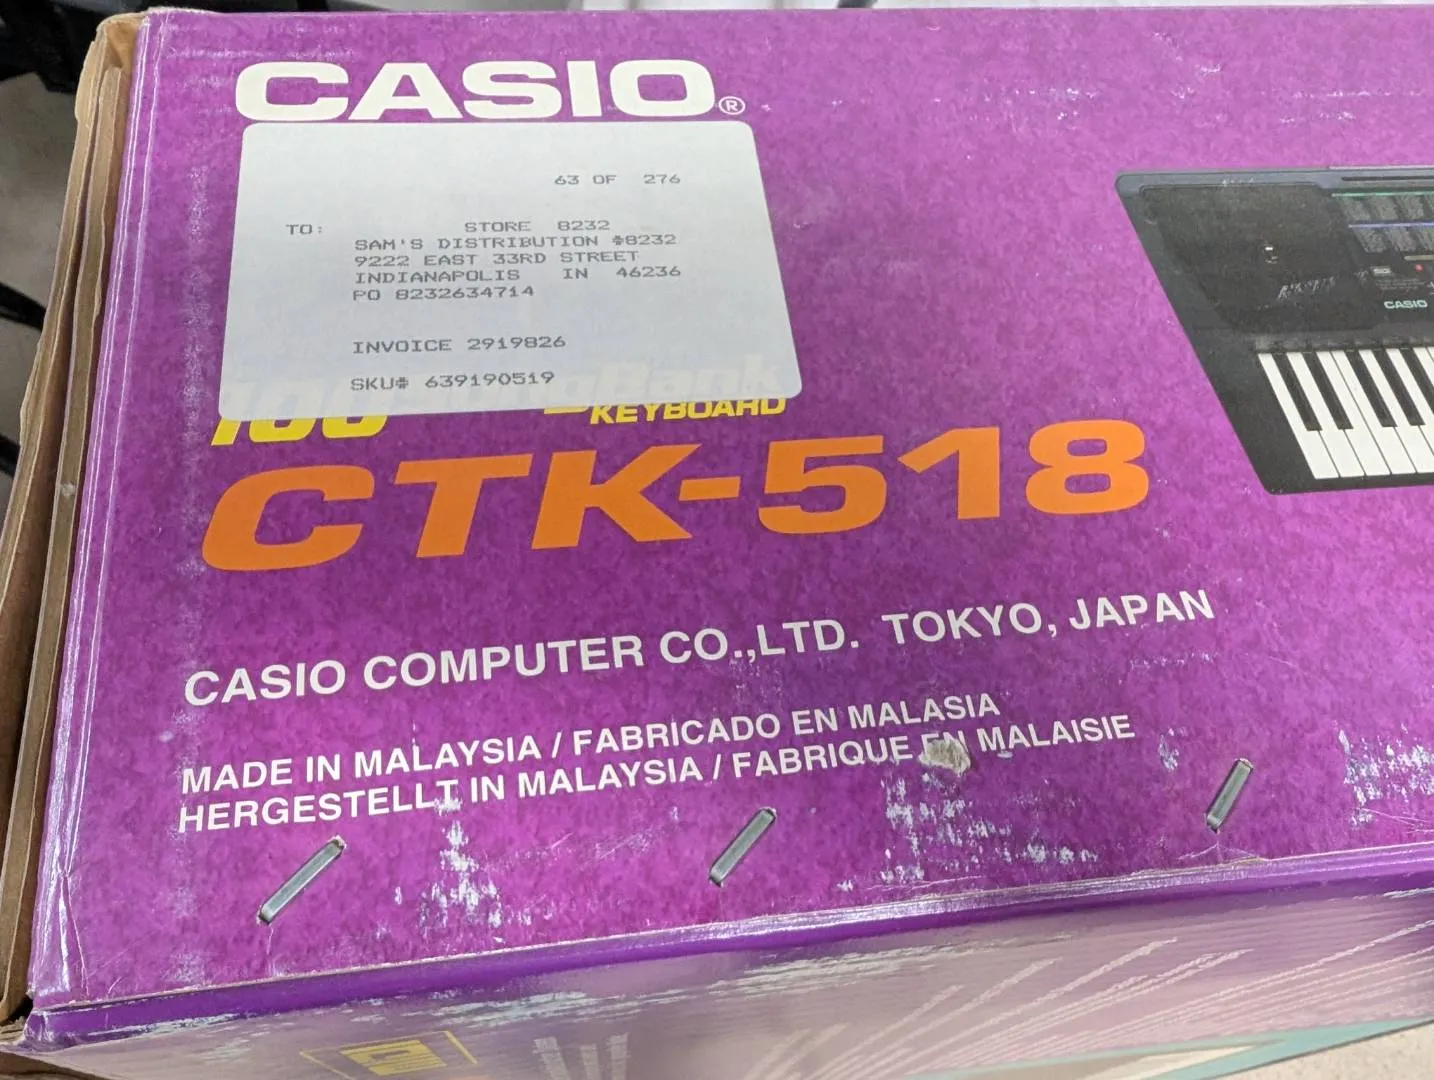 CASIO®
63 OF 276
TO: STORE 8232
SAM'S DISTRIBUTION #8232
9222 EAST 33RD STREET
INDIANAPOLIS IN 46236
PO 8232634714
INVOICE 2919826
SKU# 639190519
100 SongBank
KEYBOARD
CTK-518
CASIO
CASIO COMPUTER CO.,LTD. TOKYO, JAPAN
MADE IN MALAYSIA / FABRICADO EN MALASIA
HERGESTELLT IN MALAYSIA / FABRIQUE EN MALAISIE